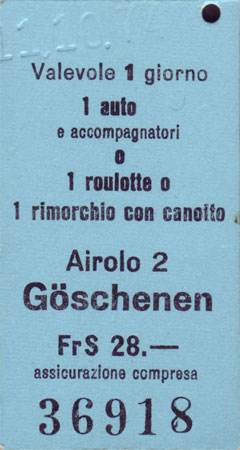 Valevole 1 giorno
1 auto
e accompagnatori
o
1 roulotte o
1 rimorchio con canotto
Airolo 2
Göschenen
FrS 28.—
assicurazione compresa
36918